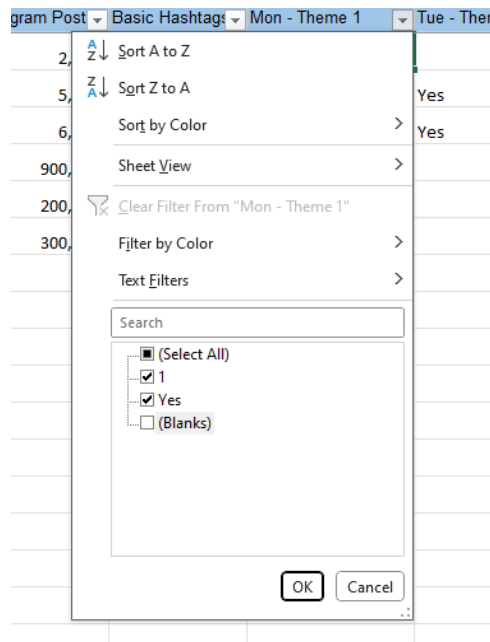 gram Post Basic Hashtags Mon - Theme 1 Tue - Then
2,
Sort A to Z
5,
Sort Z to A
Yes
6,
Sort by Color
Yes
900,
Sheet View
200,
Clear Filter From "Mon - Theme 1"
300,
Filter by Color
Text Filters
Search
(Select All)
1
Yes
(Blanks)
OK Cancel